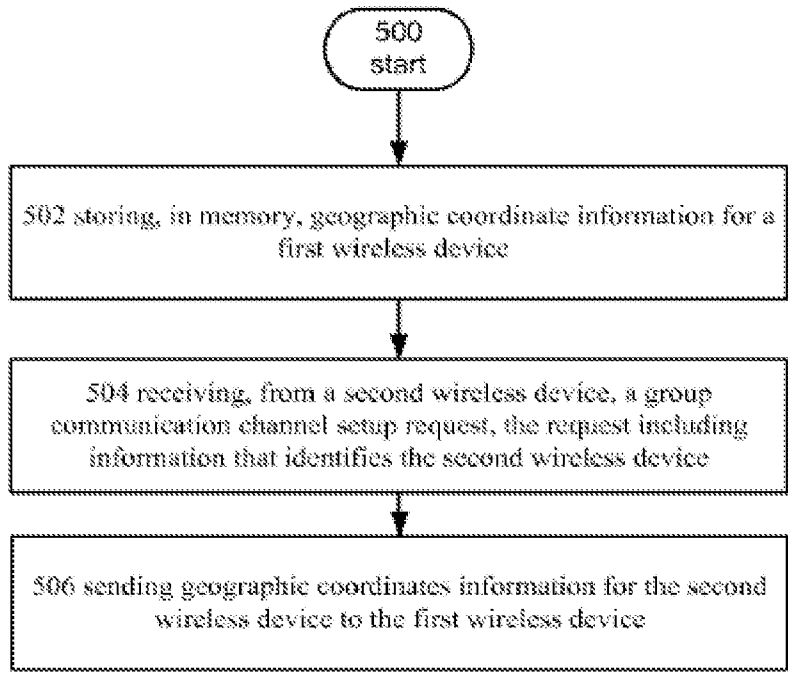 500
start
502 storing, in memory, geographic coordinate information for a
first wireless device
504 receiving, from a second wireless device, a group
communication channel setup request, the request including
information that identifies the second wireless device
506 sending geographic coordinates information for the second
wireless device to the first wireless device